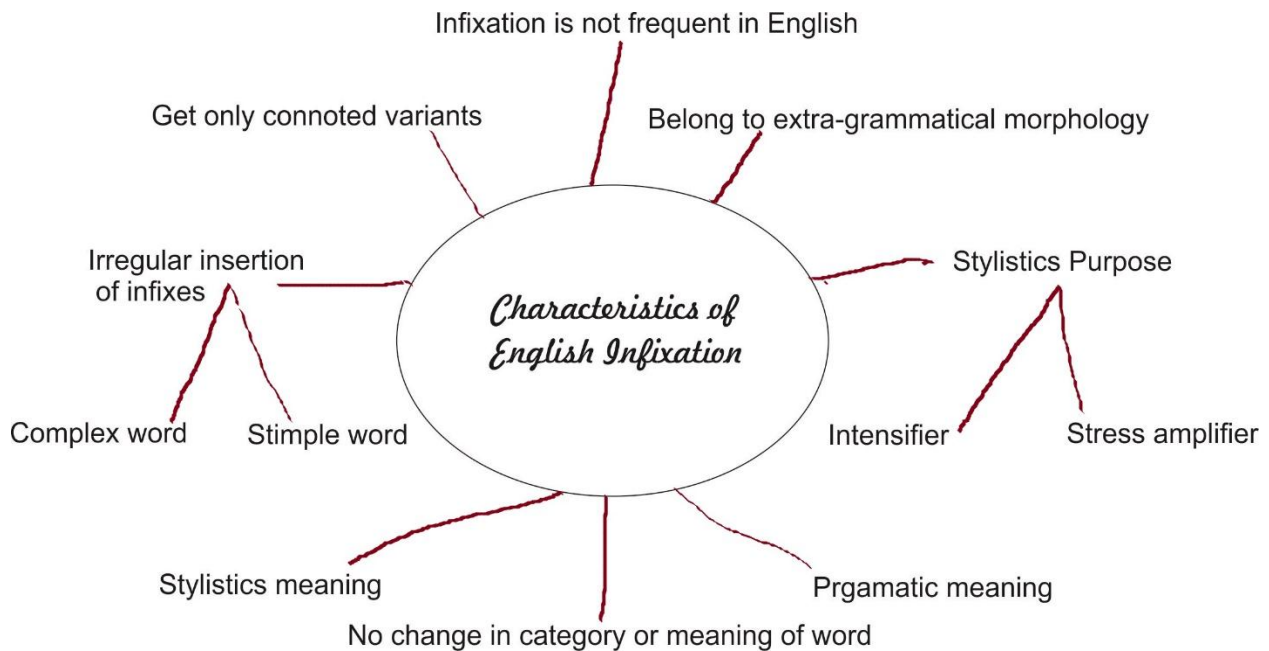 Infixation is not frequent in English
Get only connoted variants
Belong to extra-grammatical morphology
Irregular insertion
of infixes
Stylistics Purpose
Characteristics of
English Infixation
Complex word
Stimple word
Intensifier
Stress amplifier
Stylistics meaning
Prgamatic meaning
No change in category or meaning of word